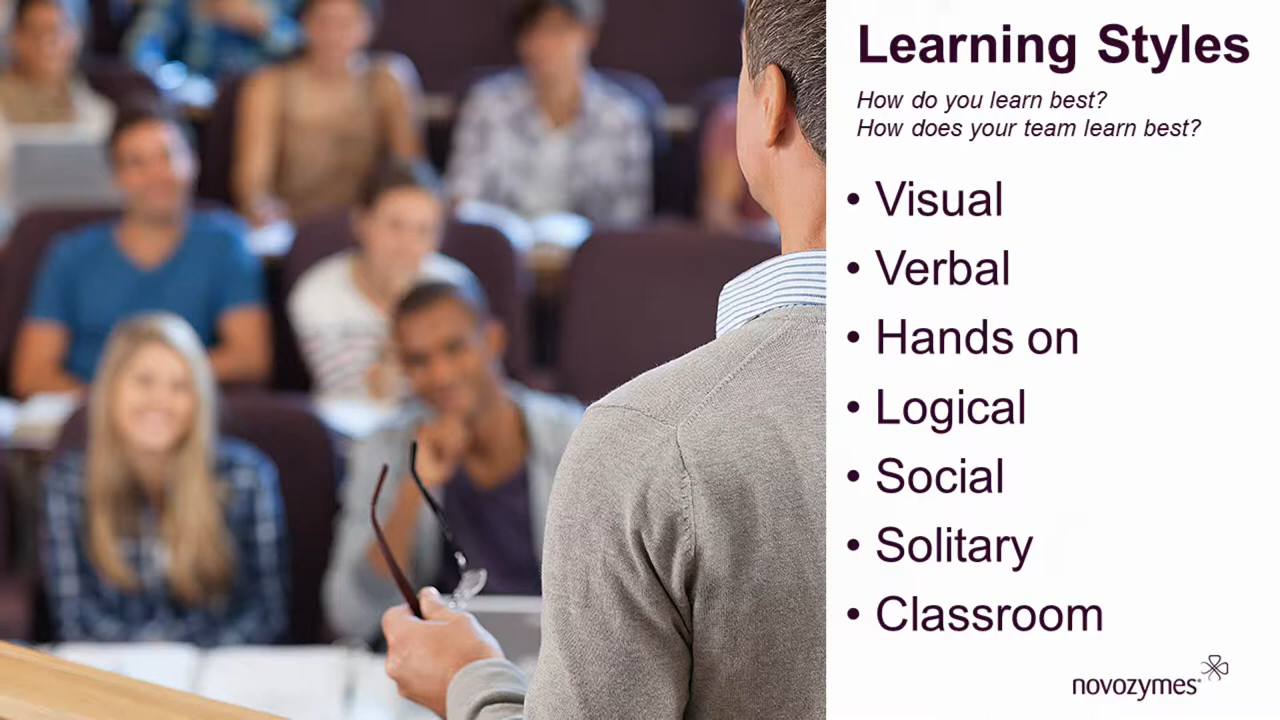 Learning Styles
How do you learn best?
How does your team learn best?
• Visual
• Verbal
• Hands on
• Logical
• Social
• Solitary
• Classroom
novozymes